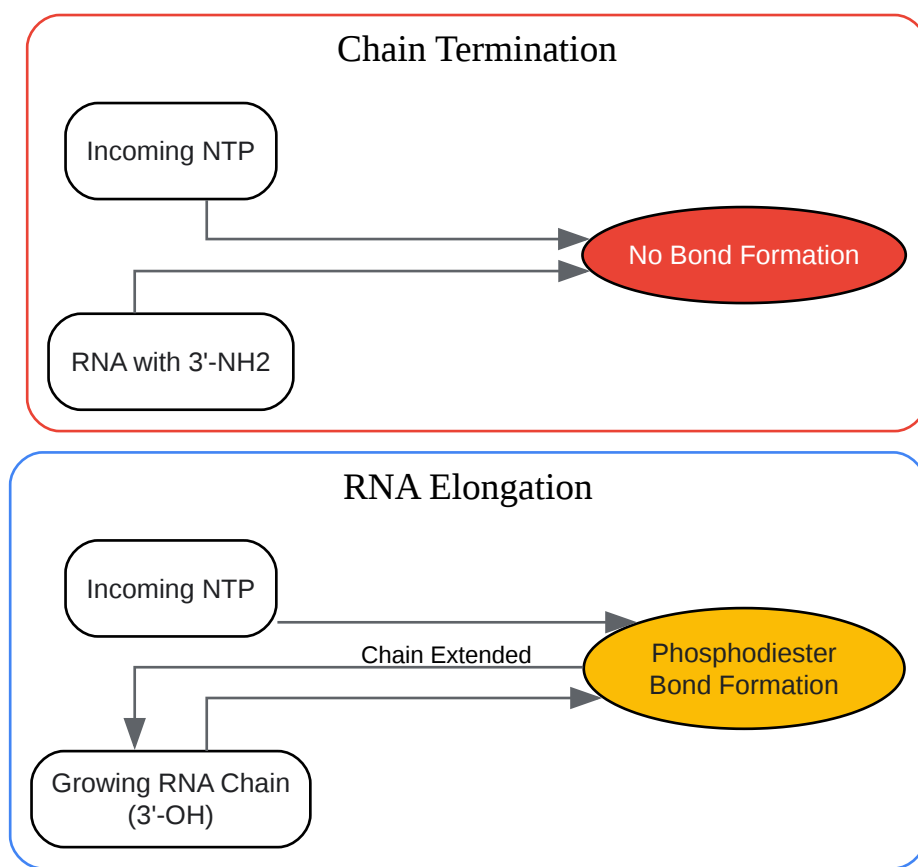 Chain Termination
Incoming NTP
No Bond Formation
RNA with 3'-NH2
RNA Elongation
Incoming NTP
Chain Extended
Phosphodiester
Bond Formation
Growing RNA Chain
(3'-OH)